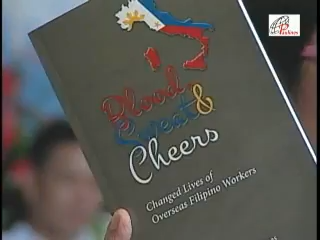 Blood
Sweat &
Cheers
Changed Lives of
Overseas Filipino Workers